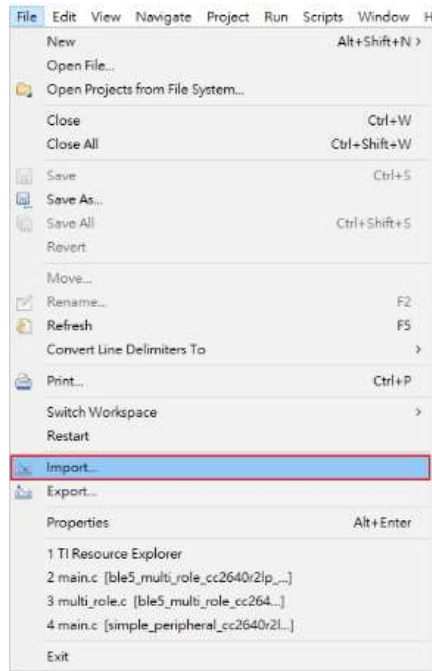 File Edit View Navigate Project Run Scripts Window H
New Alt+Shift+N >
Open File...
Open Projects from File System...
Close Ctrl+W
Close All Ctrl+Shift+W
Save Ctrl+S
Save As...
Save All Ctrl+Shift+S
Revert
Move...
Rename... F2
Refresh F5
Convert Line Delimiters To >
Print... Ctrl+P
Switch Workspace >
Restart
Import...
Export...
Properties Alt+Enter
1 TI Resource Explorer
2 main.c [ble5_multi_role_cc2640r2lp_...]
3 multi_role.c [ble5_multi_role_cc264...]
4 main.c [simple_peripheral_cc2640r2l...]
Exit